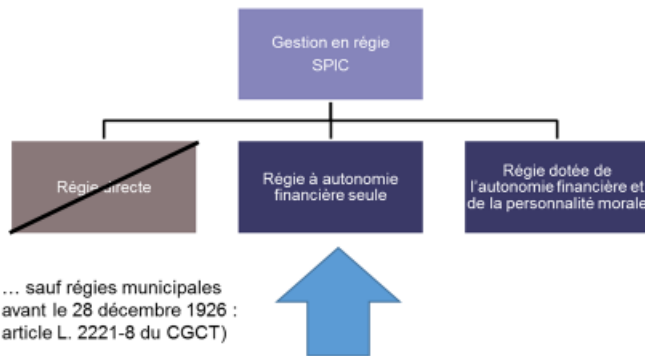 Gestion en régie
SPIC
Régie directe
Régie à autonomie
financière seule
Régie dotée de
l'autonomie financière et
de la personnalité morale
… sauf régies municipales
avant le 28 décembre 1926 :
article L. 2221-8 du CGCT)